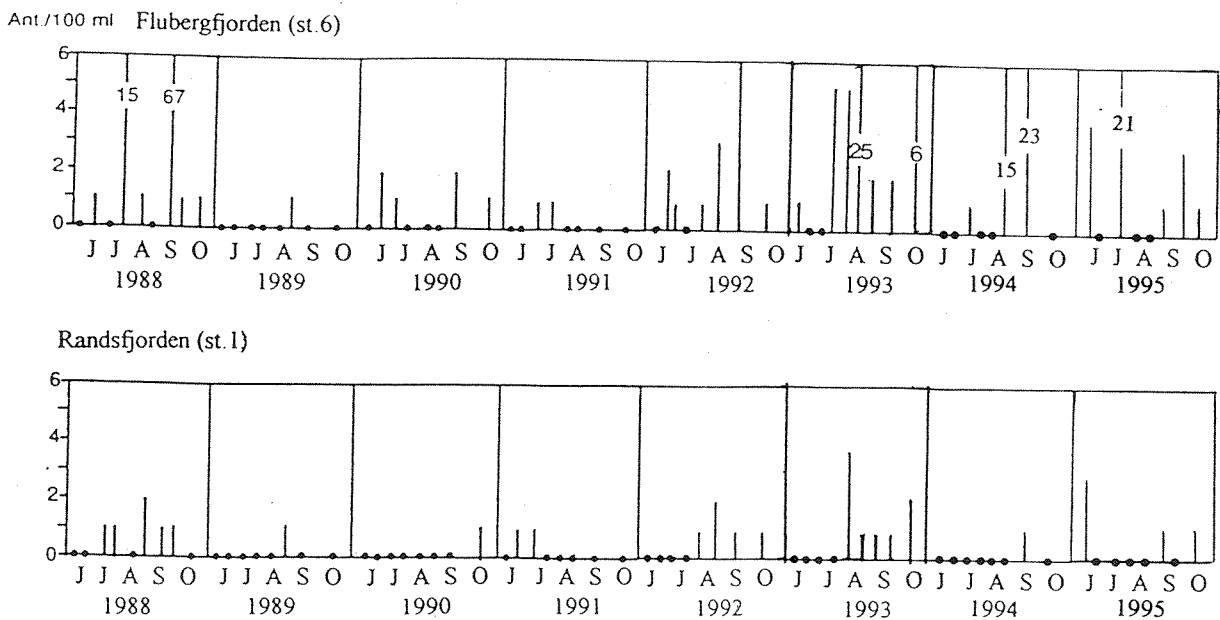 Ant./100 ml Flubergfjorden (st.6)
6
4
2
0
15 67 25 6 15 23 21
J J A S O J J A S O J J A S O J J A S O J J A S O J J A S O J J A S O J J A S O
1988 1989 1990 1991 1992 1993 1994 1995
Randsfjorden (st.1)
6
4
2
0
J J A S O J J A S O J J A S O J J A S O J J A S O J J A S O J J A S O J J A S O
1988 1989 1990 1991 1992 1993 1994 1995